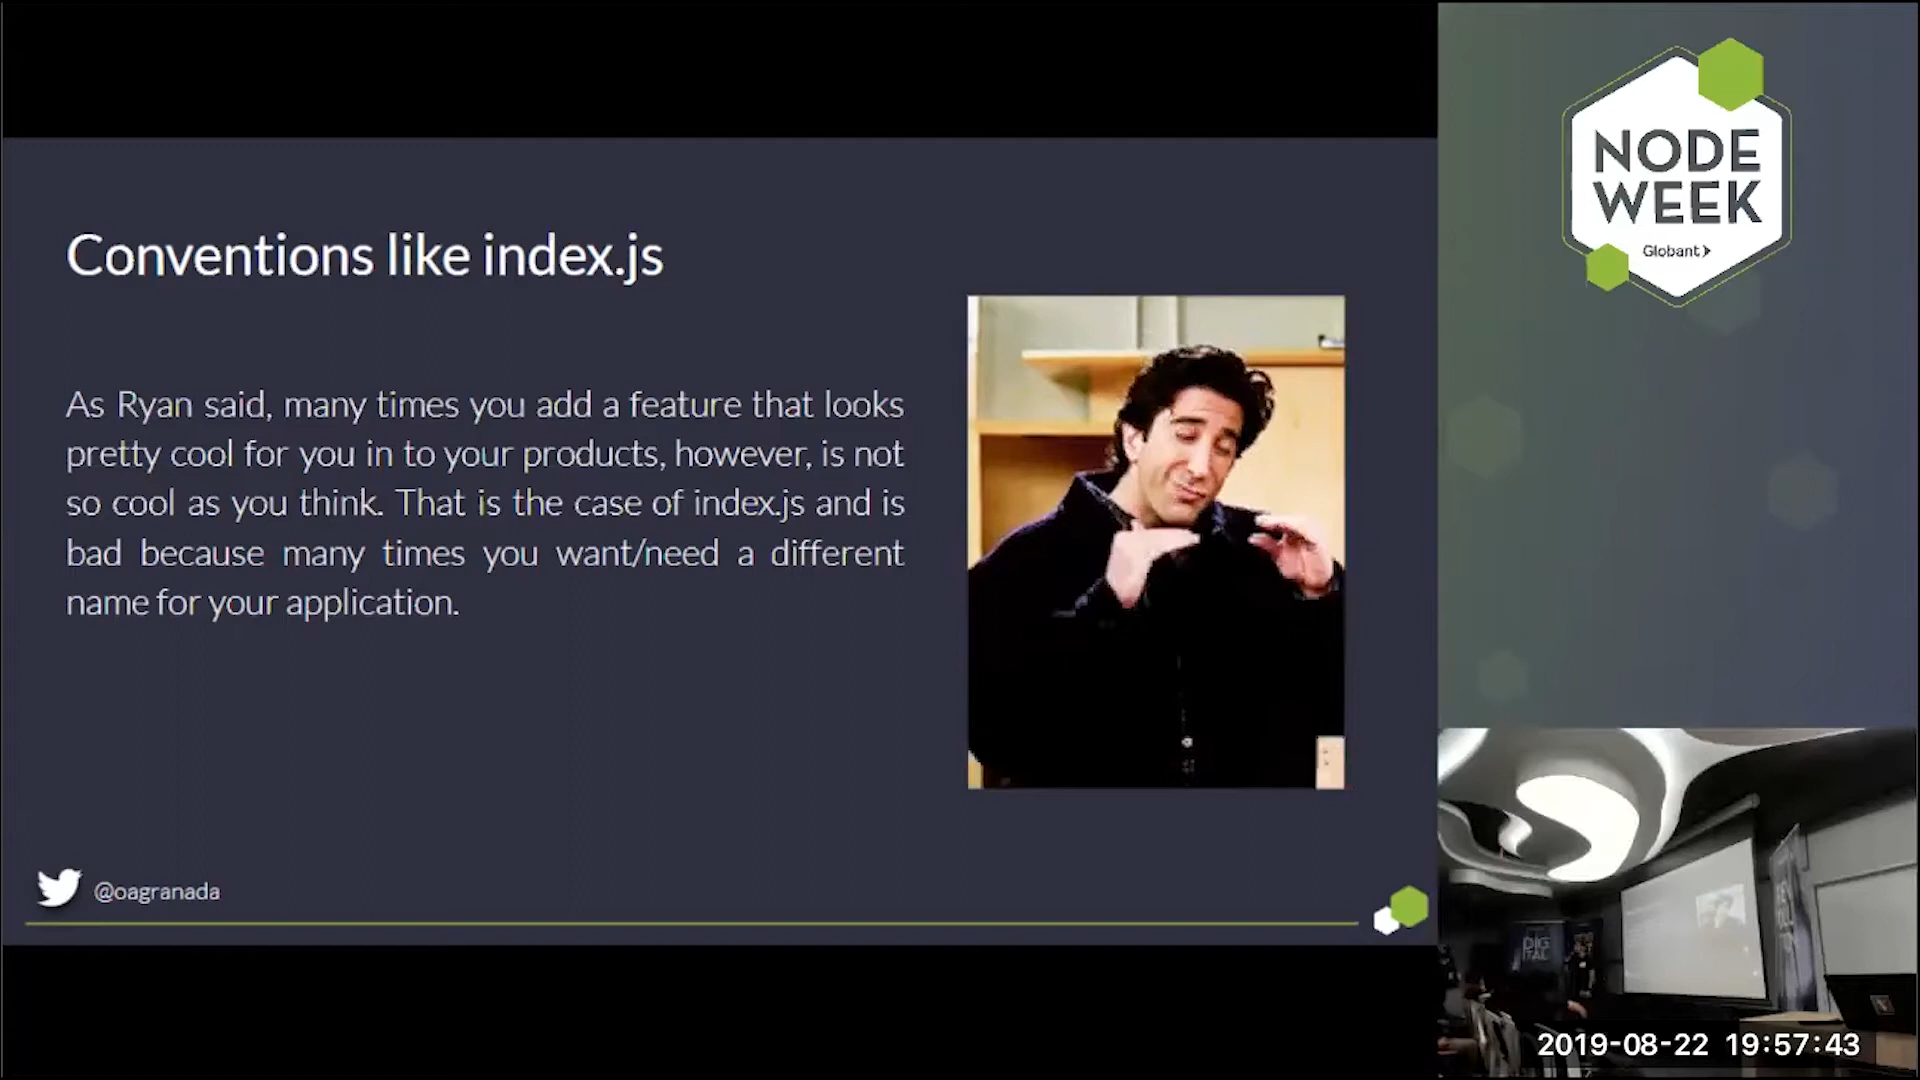 Conventions like index.js
As Ryan said, many times you add a feature that looks
pretty cool for you in to your products, however, is not
so cool as you think. That is the case of index.js and is
bad because many times you want/need a different
name for your application.
@oagranada
NODE
WEEK
Globant
DIG
ITAL
2019-08-22 19:57:43